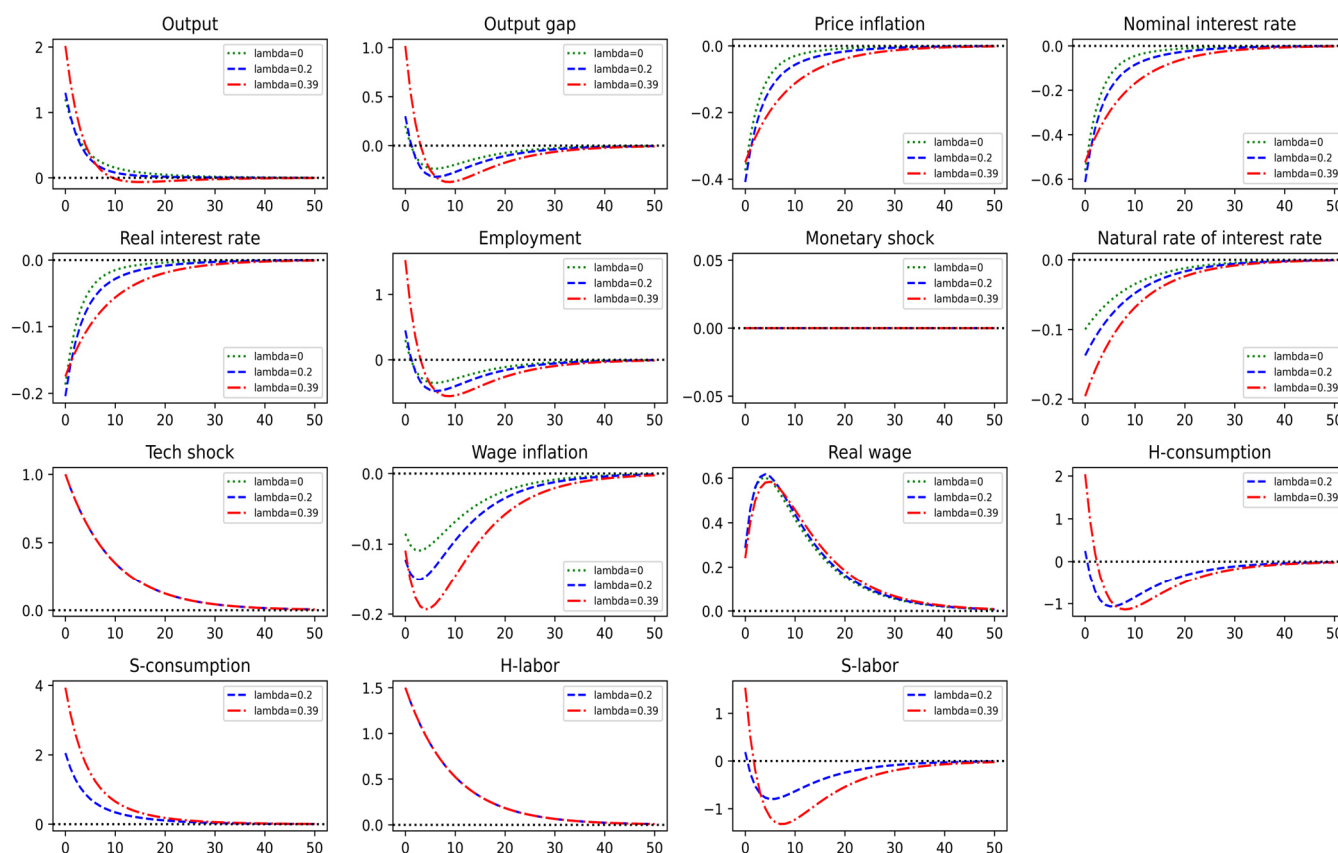 Output
Output gap
Price inflation
Nominal interest rate
2
1
0
lambda=0
lambda=0.2
lambda=0.39
0 10 20 30 40 50
1.0
0.5
0.0
lambda=0
lambda=0.2
lambda=0.39
0 10 20 30 40 50
0.0
−0.2
−0.4
lambda=0
lambda=0.2
lambda=0.39
0 10 20 30 40 50
0.0
−0.2
−0.4
−0.6
lambda=0
lambda=0.2
lambda=0.39
0 10 20 30 40 50
Real interest rate
Employment
Monetary shock
Natural rate of interest rate
0.0
−0.1
−0.2
lambda=0
lambda=0.2
lambda=0.39
0 10 20 30 40 50
1
0
lambda=0
lambda=0.2
lambda=0.39
0 10 20 30 40 50
0.05
0.00
−0.05
lambda=0
lambda=0.2
lambda=0.39
0 10 20 30 40 50
0.0
−0.1
−0.2
lambda=0
lambda=0.2
lambda=0.39
0 10 20 30 40 50
Tech shock
Wage inflation
Real wage
H-consumption
1.0
0.5
0.0
lambda=0
lambda=0.2
lambda=0.39
0 10 20 30 40 50
0.0
−0.1
−0.2
lambda=0
lambda=0.2
lambda=0.39
0 10 20 30 40 50
0.6
0.4
0.2
0.0
lambda=0
lambda=0.2
lambda=0.39
0 10 20 30 40 50
2
1
0
−1
lambda=0.2
lambda=0.39
0 10 20 30 40 50
S-consumption
H-labor
S-labor
4
2
0
lambda=0.2
lambda=0.39
0 10 20 30 40 50
1.5
1.0
0.5
0.0
lambda=0.2
lambda=0.39
0 10 20 30 40 50
1
0
−1
lambda=0.2
lambda=0.39
0 10 20 30 40 50